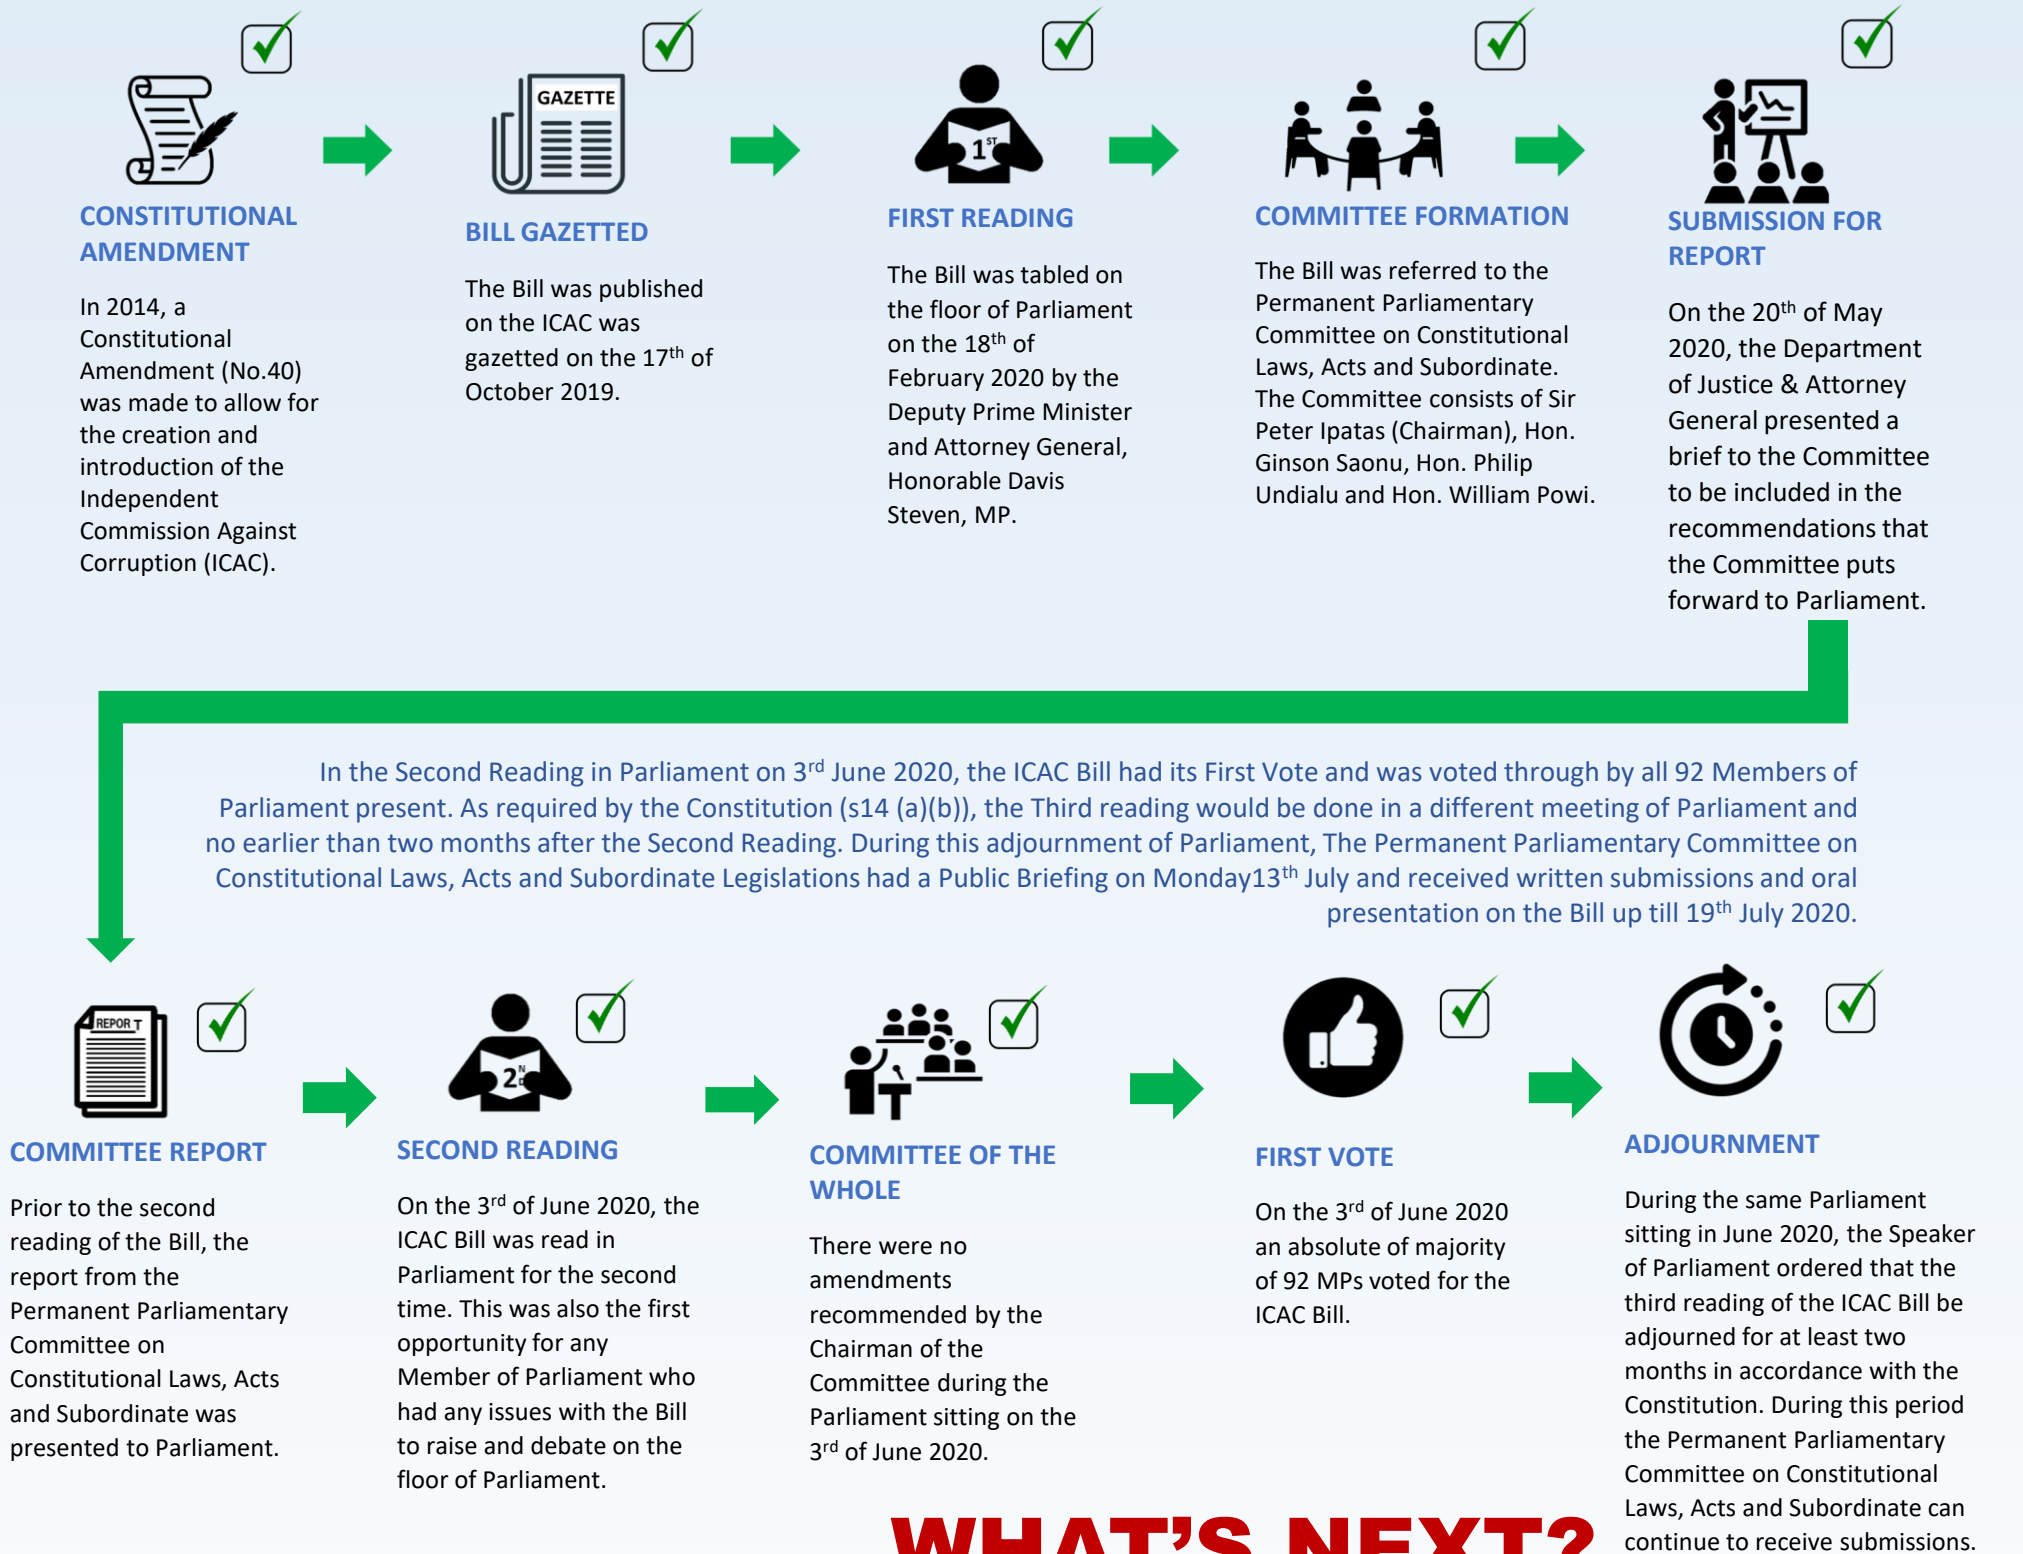 GAZETTE
1ST
CONSTITUTIONAL
AMENDMENT
In 2014, a
Constitutional
Amendment (No.40)
was made to allow for
the creation and
introduction of the
Independent
Commission Against
Corruption (ICAC).
BILL GAZETTED
The Bill was published
on the ICAC was
gazetted on the 17th of
October 2019.
FIRST READING
The Bill was tabled on
the floor of Parliament
on the 18th of
February 2020 by the
Deputy Prime Minister
and Attorney General,
Honorable Davis
Steven, MP.
COMMITTEE FORMATION
The Bill was referred to the
Permanent Parliamentary
Committee on Constitutional
Laws, Acts and Subordinate.
The Committee consists of Sir
Peter Ipatas (Chairman), Hon.
Ginson Saonu, Hon. Philip
Undialu and Hon. William Powi.
SUBMISSION FOR
REPORT
On the 20th of May
2020, the Department
of Justice & Attorney
General presented a
brief to the Committee
to be included in the
recommendations that
the Committee puts
forward to Parliament.
In the Second Reading in Parliament on 3rd June 2020, the ICAC Bill had its First Vote and was voted through by all 92 Members of
Parliament present. As required by the Constitution (s14 (a)(b)), the Third reading would be done in a different meeting of Parliament and
no earlier than two months after the Second Reading. During this adjournment of Parliament, The Permanent Parliamentary Committee on
Constitutional Laws, Acts and Subordinate Legislations had a Public Briefing on Monday13th July and received written submissions and oral
presentation on the Bill up till 19th July 2020.
REPORT
2ND
COMMITTEE REPORT
Prior to the second
reading of the Bill, the
report from the
Permanent Parliamentary
Committee on
Constitutional Laws, Acts
and Subordinate was
presented to Parliament.
SECOND READING
On the 3rd of June 2020, the
ICAC Bill was read in
Parliament for the second
time. This was also the first
opportunity for any
Member of Parliament who
had any issues with the Bill
to raise and debate on the
floor of Parliament.
COMMITTEE OF THE
WHOLE
There were no
amendments
recommended by the
Chairman of the
Committee during the
Parliament sitting on the
3rd of June 2020.
FIRST VOTE
On the 3rd of June 2020
an absolute of majority
of 92 MPs voted for the
ICAC Bill.
ADJOURNMENT
During the same Parliament
sitting in June 2020, the Speaker
of Parliament ordered that the
third reading of the ICAC Bill be
adjourned for at least two
months in accordance with the
Constitution. During this period
the Permanent Parliamentary
Committee on Constitutional
Laws, Acts and Subordinate can
continue to receive submissions.
WHAT'S NEXT?